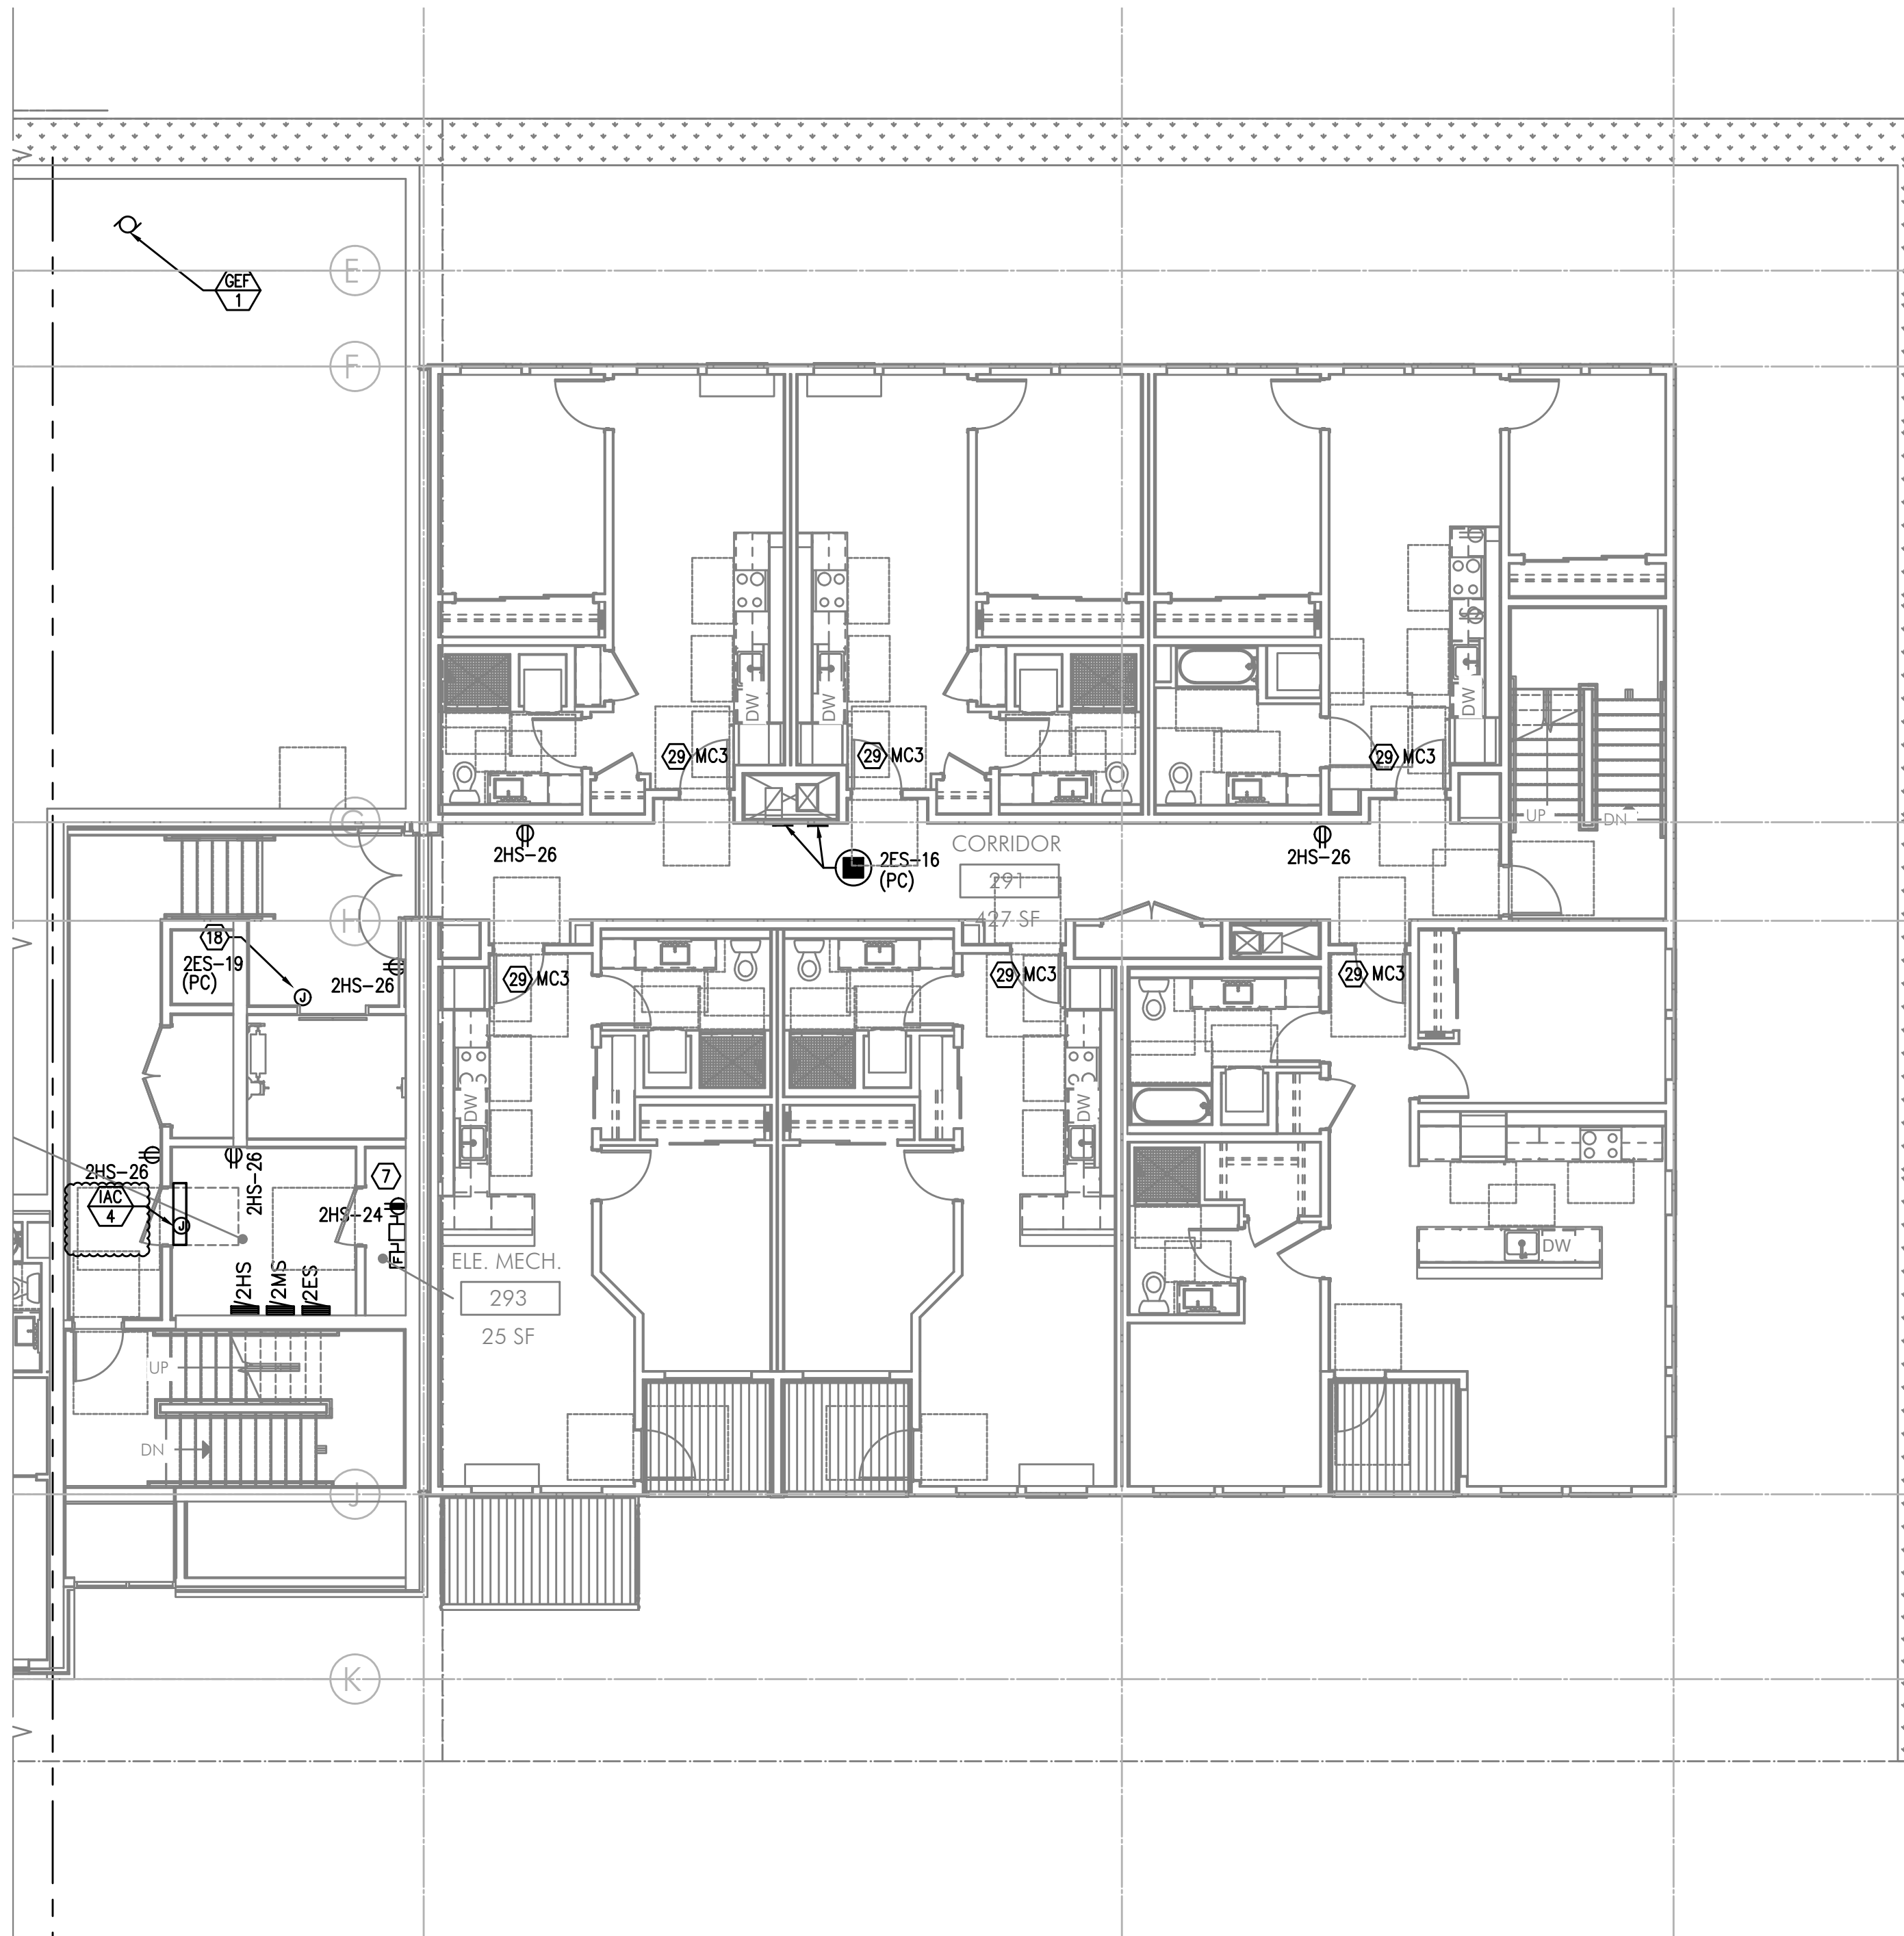 E
GEF
1
F
DW
DW
DW
29 MC3
29 MC3
29 MC3
UP
DN
G
2HS-26
CORRIDOR
2HS-26
2ES-16
(PC)
291
427 SF
H
18
2ES-19
(PC)
2HS-26
29 MC3
29 MC3
29 MC3
DW
DW
2HS-26
2HS-26
7
IAC
4
J
2HS-24
J
F
DW
ELE. MECH.
293
25 SF
2HS
2MS
2ES
UP
DN
J
K